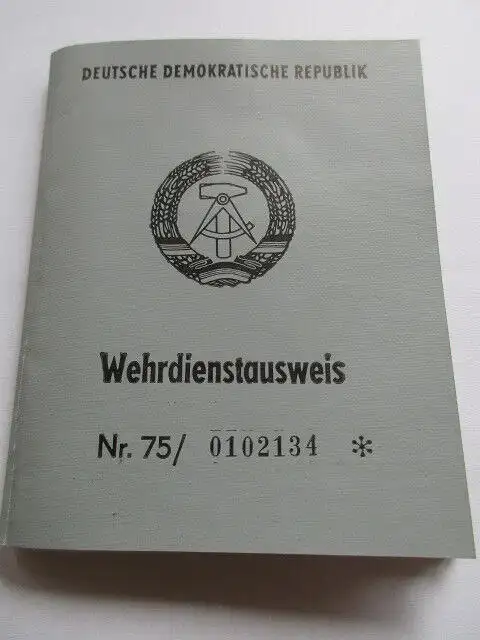 DEUTSCHE DEMOKRATISCHE REPUBLIK
Wehrdienstausweis
Nr. 75/ 0102134 *